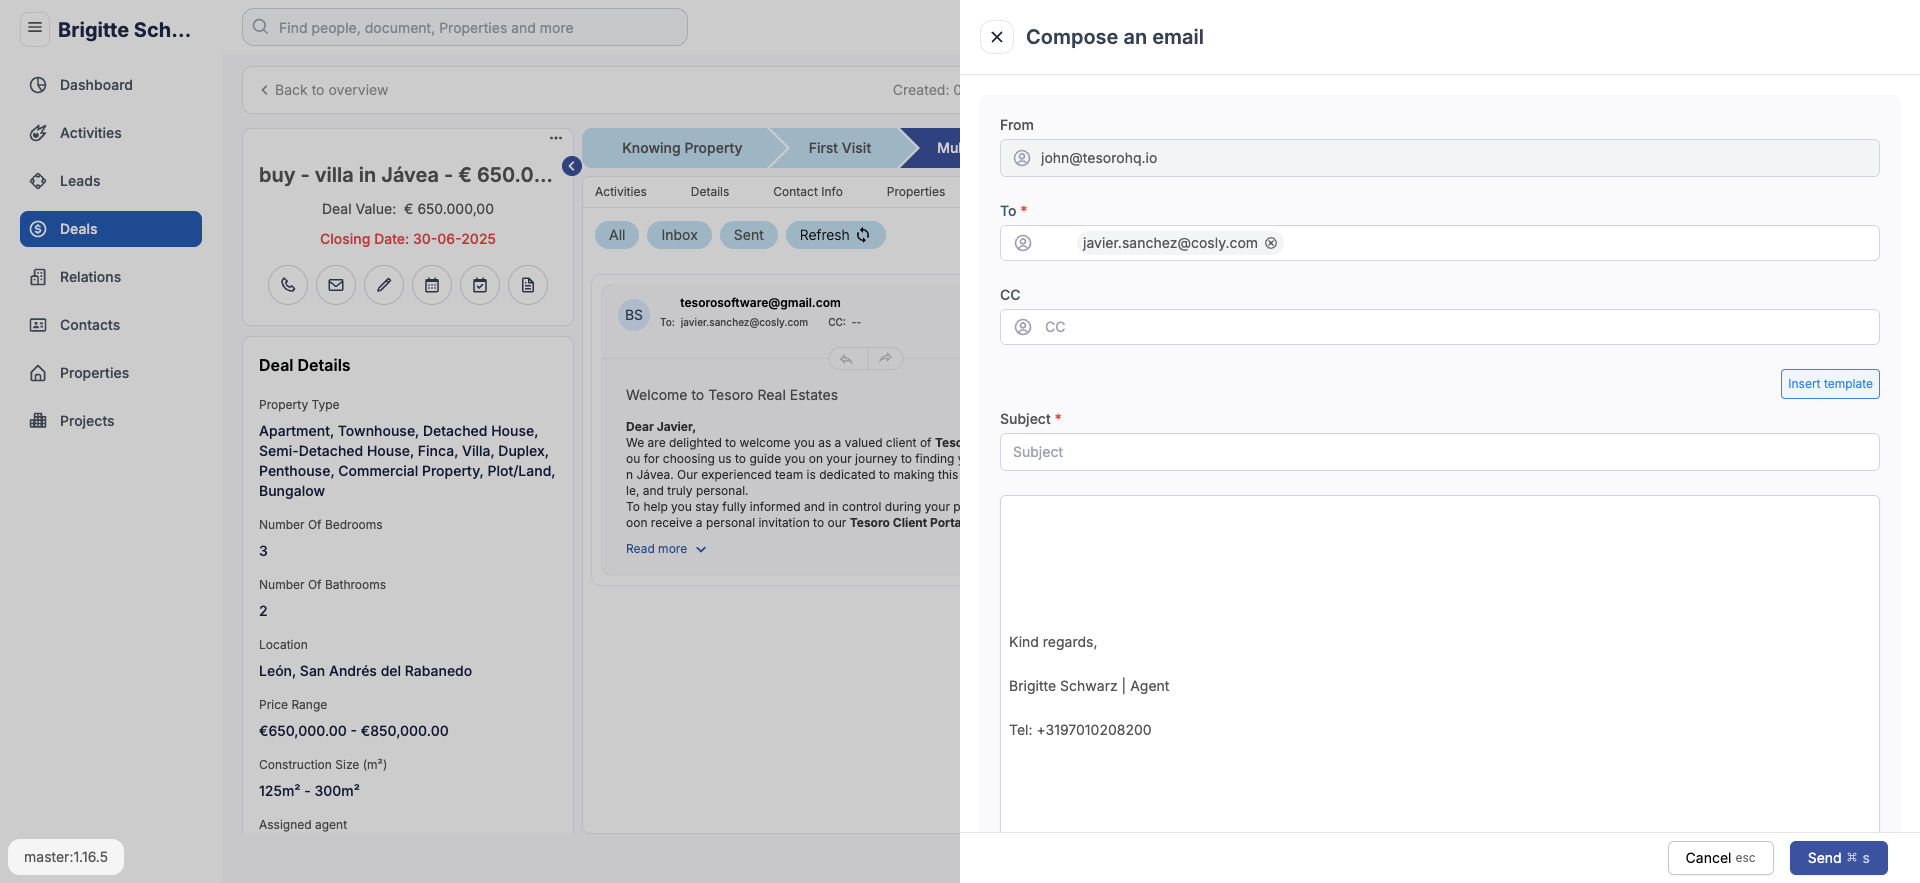 Brigitte Sch...
Dashboard
Activities
Leads
Deals
Relations
Contacts
Properties
Projects
master:1.16.5
Find people, document, Properties and more
Back to overview
Created: 0
buy - villa in Jávea - € 650.0...
Deal Value: € 650.000,00
Closing Date: 30-06-2025
Deal Details
Property Type
Apartment, Townhouse, Detached House,
Semi-Detached House, Finca, Villa, Duplex,
Penthouse, Commercial Property, Plot/Land,
Bungalow
Number Of Bedrooms
3
Number Of Bathrooms
2
Location
León, San Andrés del Rabanedo
Price Range
€650,000.00 - €850,000.00
Construction Size (m²)
125m² - 300m²
Assigned agent
Knowing Property
First Visit
Mul
Activities
Details
Contact Info
Properties
All
Inbox
Sent
Refresh
BS
tesorosoftware@gmail.com
To: javier.sanchez@cosly.com CC: --
Welcome to Tesoro Real Estates
Dear Javier,
We are delighted to welcome you as a valued client of Teso
ou for choosing us to guide you on your journey to finding y
n Jávea. Our experienced team is dedicated to making this
le, and truly personal.
To help you stay fully informed and in control during your p
oon receive a personal invitation to our Tesoro Client Porta
Read more
Compose an email
From
john@tesorohq.io
To *
javier.sanchez@cosly.com
CC
CC
Insert template
Subject *
Subject
Kind regards,
Brigitte Schwarz | Agent
Tel: +3197010208200
Cancel esc
Send ⌘ s